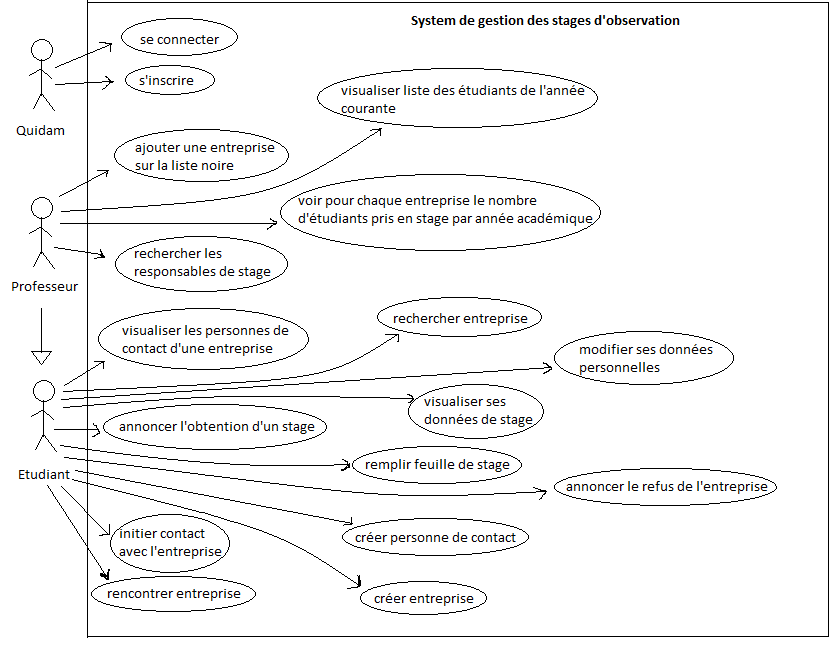 System de gestion des stages d'observation
se connecter
s'inscrire
Quidam
visualiser liste des étudiants de l'année
courante
ajouter une entreprise
sur la liste noire
voir pour chaque entreprise le nombre
d'étudiants pris en stage par année académique
rechercher les
responsables de stage
Professeur
visualiser les personnes de
contact d'une entreprise
rechercher entreprise
modifier ses données
personnelles
visualiser ses
données de stage
annoncer l'obtention d'un stage
remplir feuille de stage
Etudiant
annoncer le refus de l'entreprise
initier contact
avec l'entreprise
créer personne de contact
rencontrer entreprise
créer entreprise